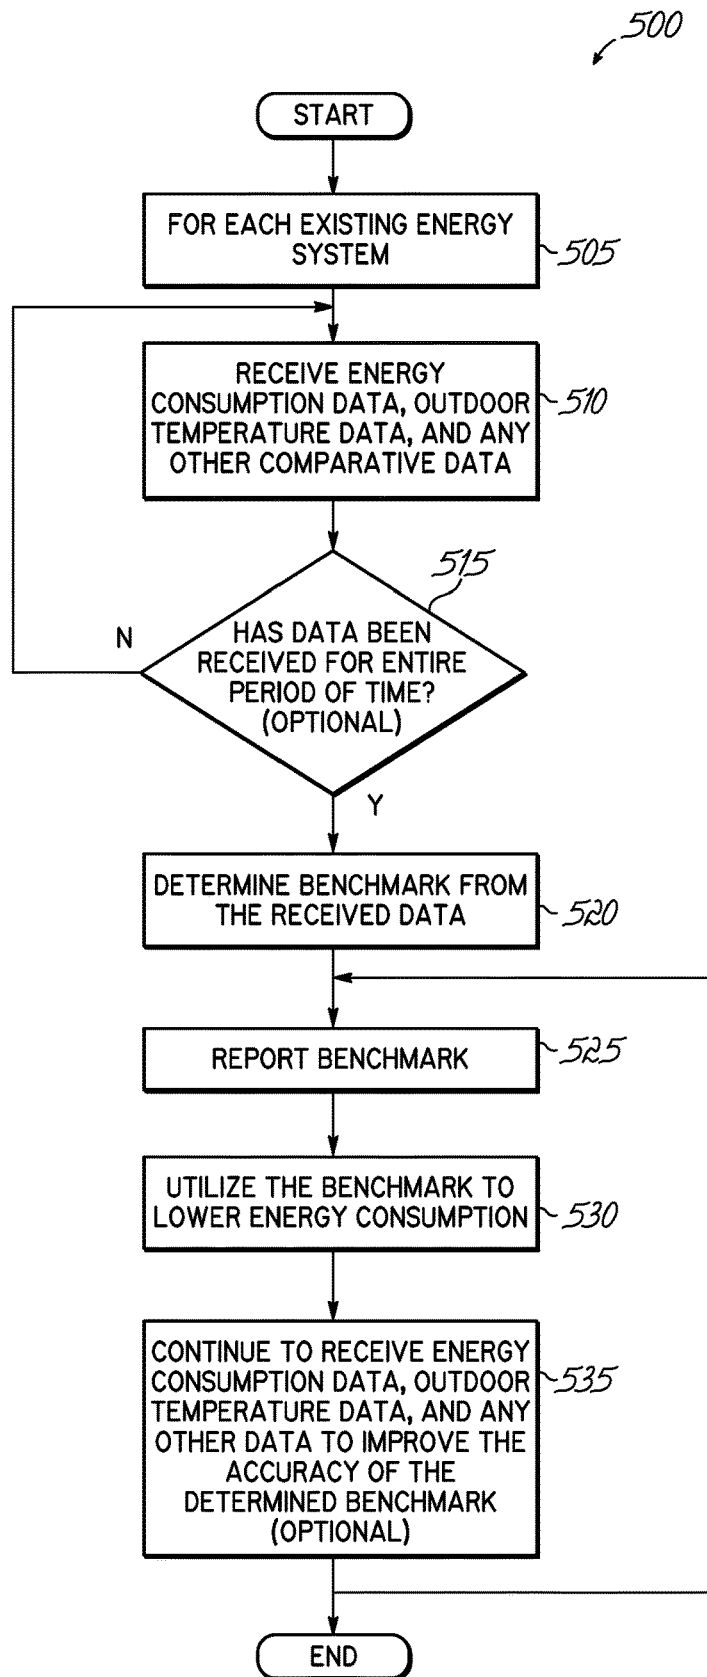 500
START
FOR EACH EXISTING ENERGY
SYSTEM
505
RECEIVE ENERGY
CONSUMPTION DATA, OUTDOOR
TEMPERATURE DATA, AND ANY
OTHER COMPARATIVE DATA
510
515
HAS DATA BEEN
RECEIVED FOR ENTIRE
PERIOD OF TIME?
(OPTIONAL)
N
Y
DETERMINE BENCHMARK FROM
THE RECEIVED DATA
520
REPORT BENCHMARK
525
UTILIZE THE BENCHMARK TO
LOWER ENERGY CONSUMPTION
530
CONTINUE TO RECEIVE ENERGY
CONSUMPTION DATA, OUTDOOR
TEMPERATURE DATA, AND ANY
OTHER DATA TO IMPROVE THE
ACCURACY OF THE
DETERMINED BENCHMARK
(OPTIONAL)
535
END